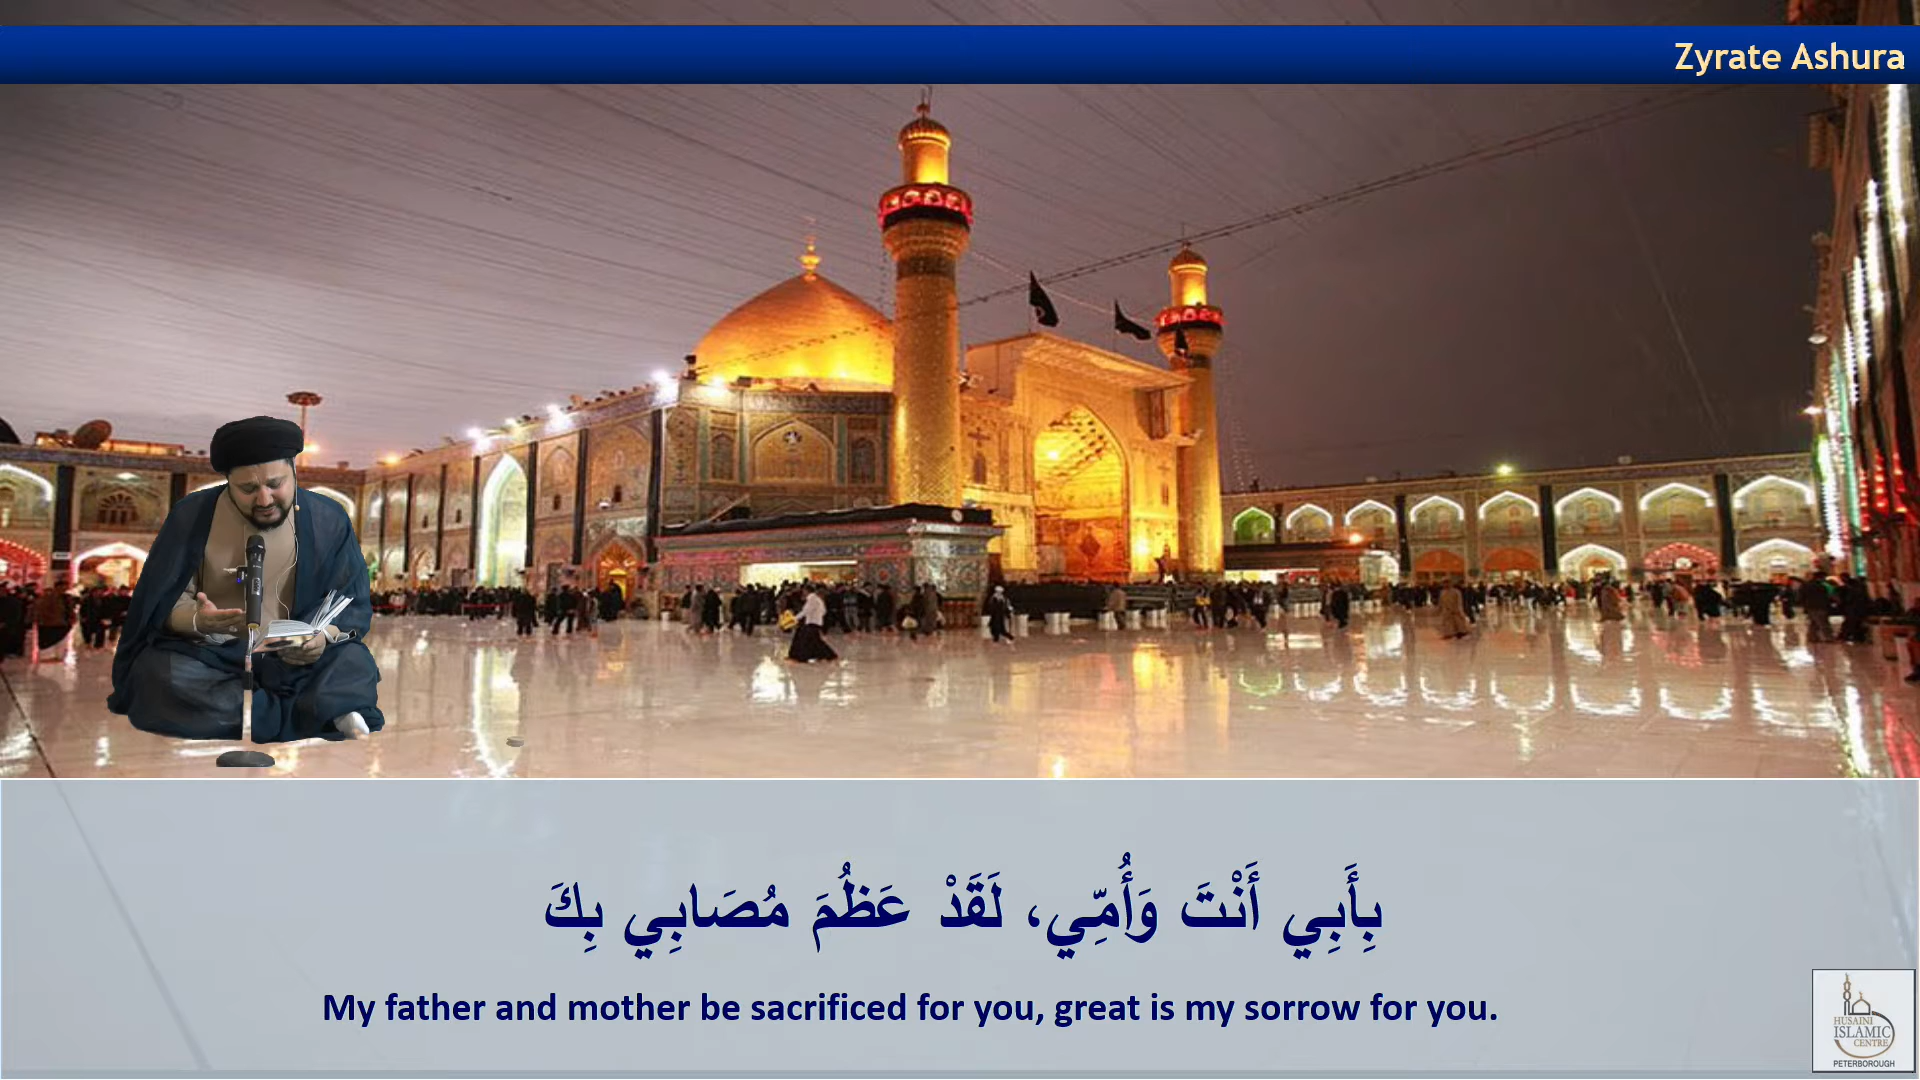 Zyrate Ashura
بِأَبِي أَنْتَ وَأُمِّي، لَقَدْ عَظُمَ مُصَابِي بِكَ
My father and mother be sacrificed for you, great is my sorrow for you.
HUSAINI
ISLAMIC
CENTRE
PETERBOROUGH